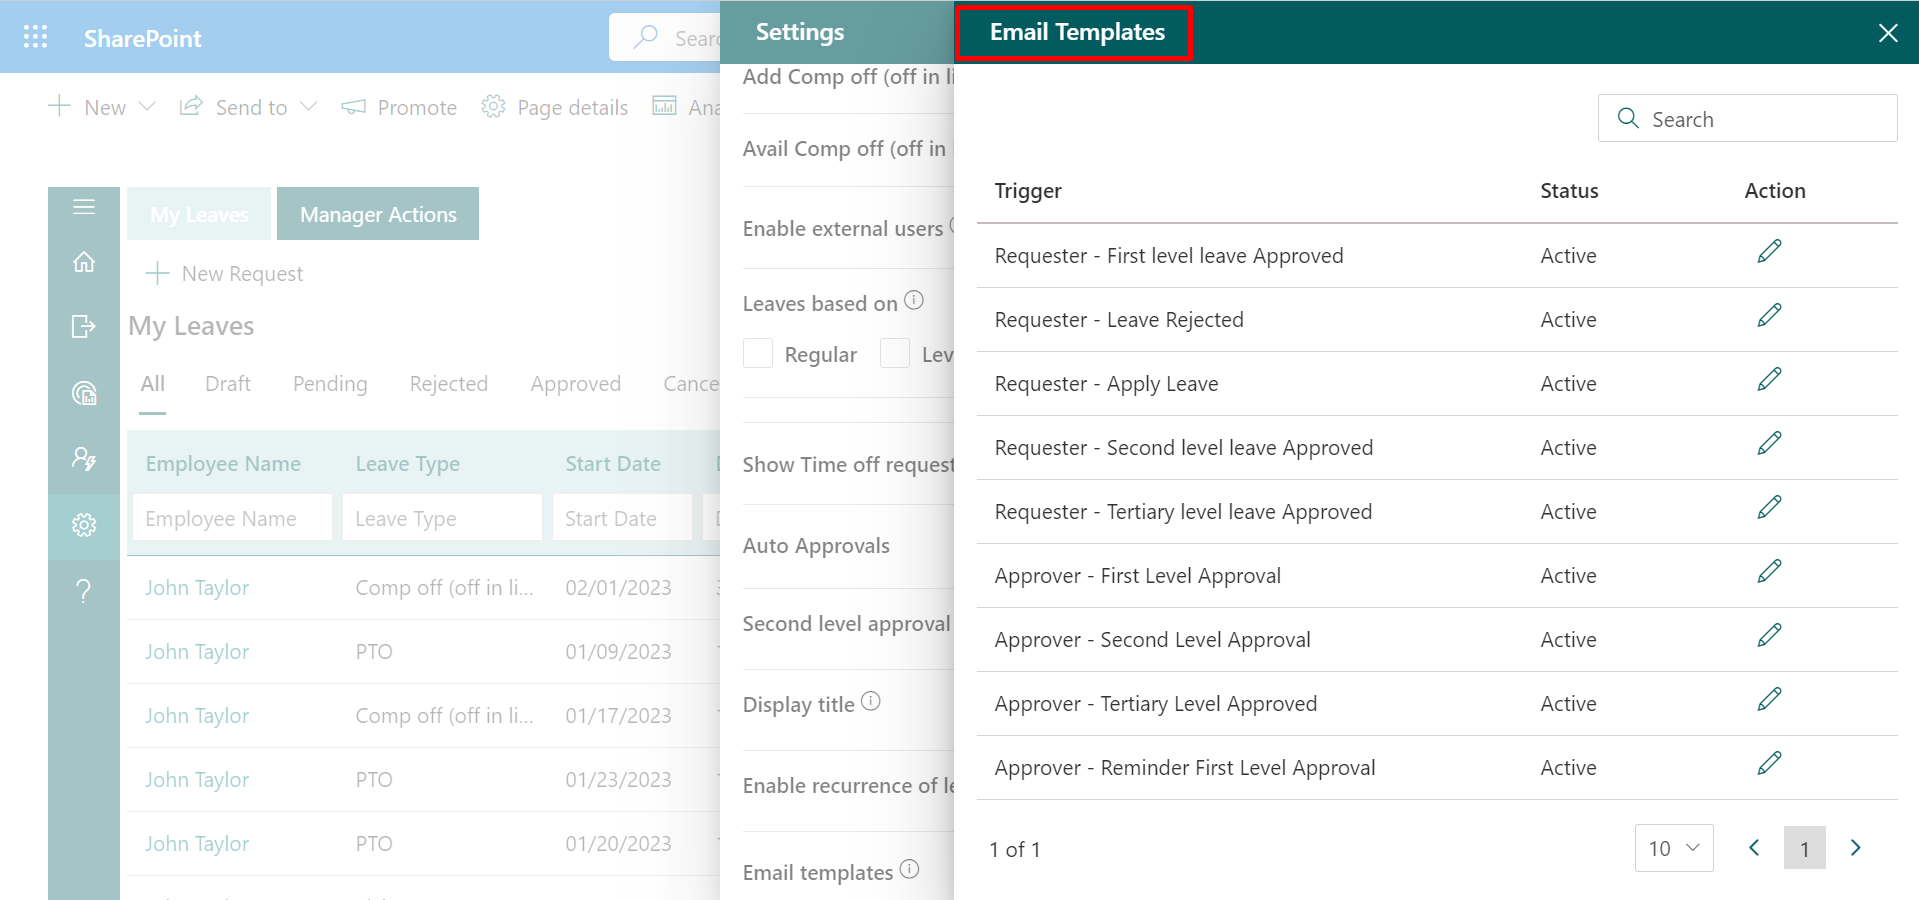 SharePoint
Sear
Settings
Email Templates
New
Send to
Promote
Page details
Ana
Add Comp off (off in li
Avail Comp off (off in
Enable external users
Leaves based on
Regular
Lev
Show Time off request
Auto Approvals
Second level approval
Display title
Enable recurrence of le
Email templates
My Leaves
Manager Actions
New Request
My Leaves
All Draft Pending Rejected Approved Cance
Employee Name Leave Type Start Date
Employee Name Leave Type Start Date
John Taylor Comp off (off in li... 02/01/2023
John Taylor PTO 01/09/2023
John Taylor Comp off (off in li... 01/17/2023
John Taylor PTO 01/23/2023
John Taylor PTO 01/20/2023
Search
Trigger Status Action
Requester - First level leave Approved Active
Requester - Leave Rejected Active
Requester - Apply Leave Active
Requester - Second level leave Approved Active
Requester - Tertiary level leave Approved Active
Approver - First Level Approval Active
Approver - Second Level Approval Active
Approver - Tertiary Level Approved Active
Approver - Reminder First Level Approval Active
1 of 1
10
1